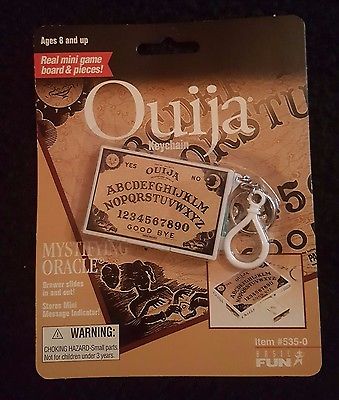 Ages 8 and up
Real mini game
board & pieces!
Ouija
Keychain
YES OUIJA NO
ABCDEFGHIJKLM
NOPQRSTUVWXYZ
1234567890
GOOD BYE
MYSTIFYING
ORACLE
Drawer slides
in and out!
Stores Mini
Message Indicator!
WARNING:
CHOKING HAZARD-Small parts.
Not for children under 3 years.
Item #535-0
BASIC
FUN